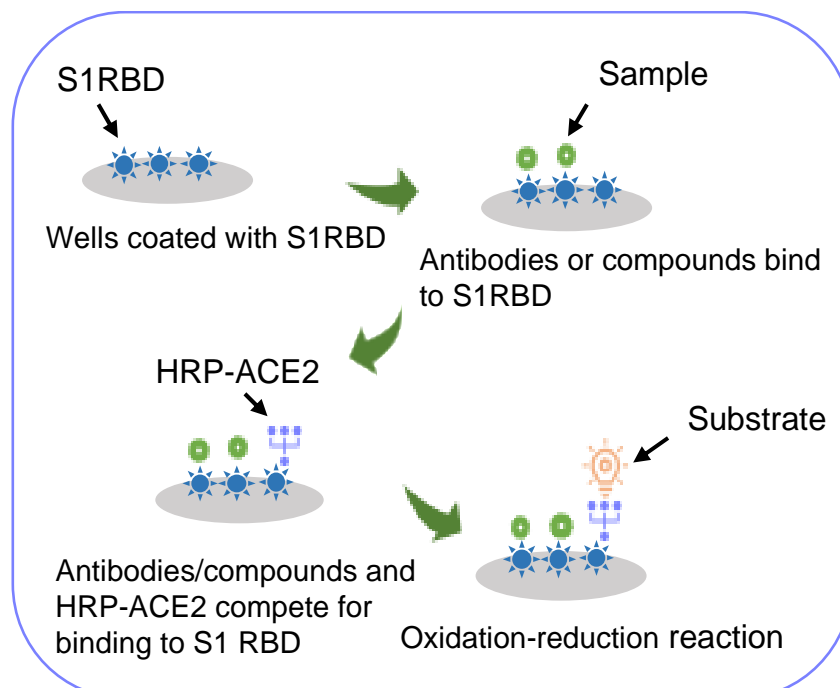 S1RBD
Wells coated with S1RBD
Sample
Antibodies or compounds bind
to S1RBD
HRP-ACE2
Antibodies/compounds and
HRP-ACE2 compete for
binding to S1 RBD
Substrate
Oxidation-reduction reaction